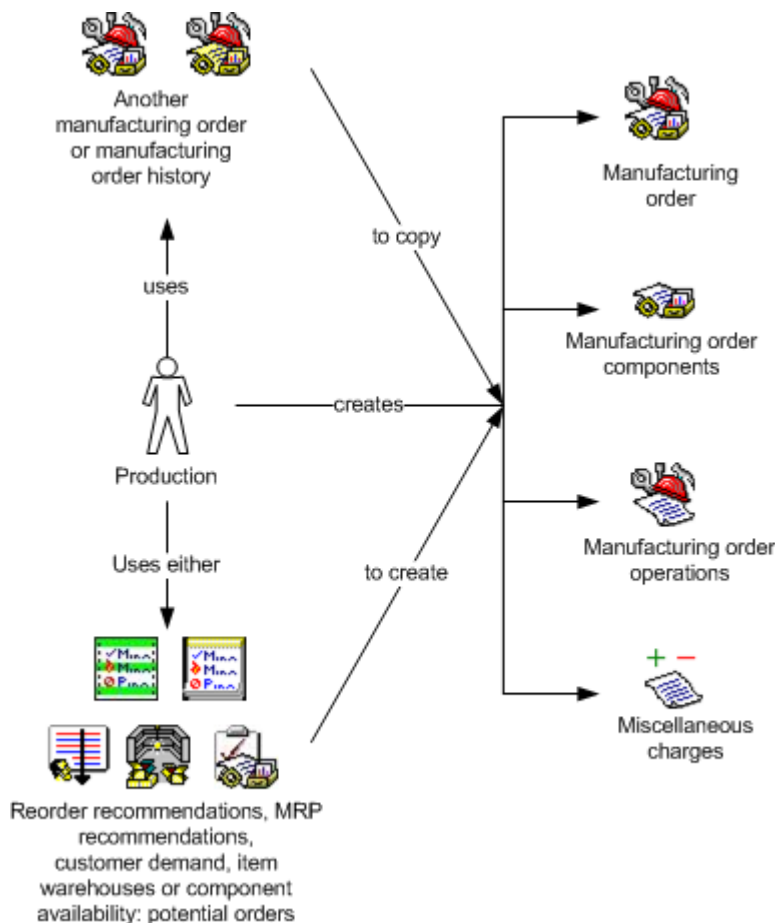 Another
manufacturing order
or manufacturing
order history
Manufacturing
order
to copy
uses
Manufacturing order
components
creates
Production
Manufacturing order
operations
Uses either
to create
+ −
Miscellaneous
charges
Reorder recommendations, MRP
recommendations,
customer demand, item
warehouses or component
availability: potential orders